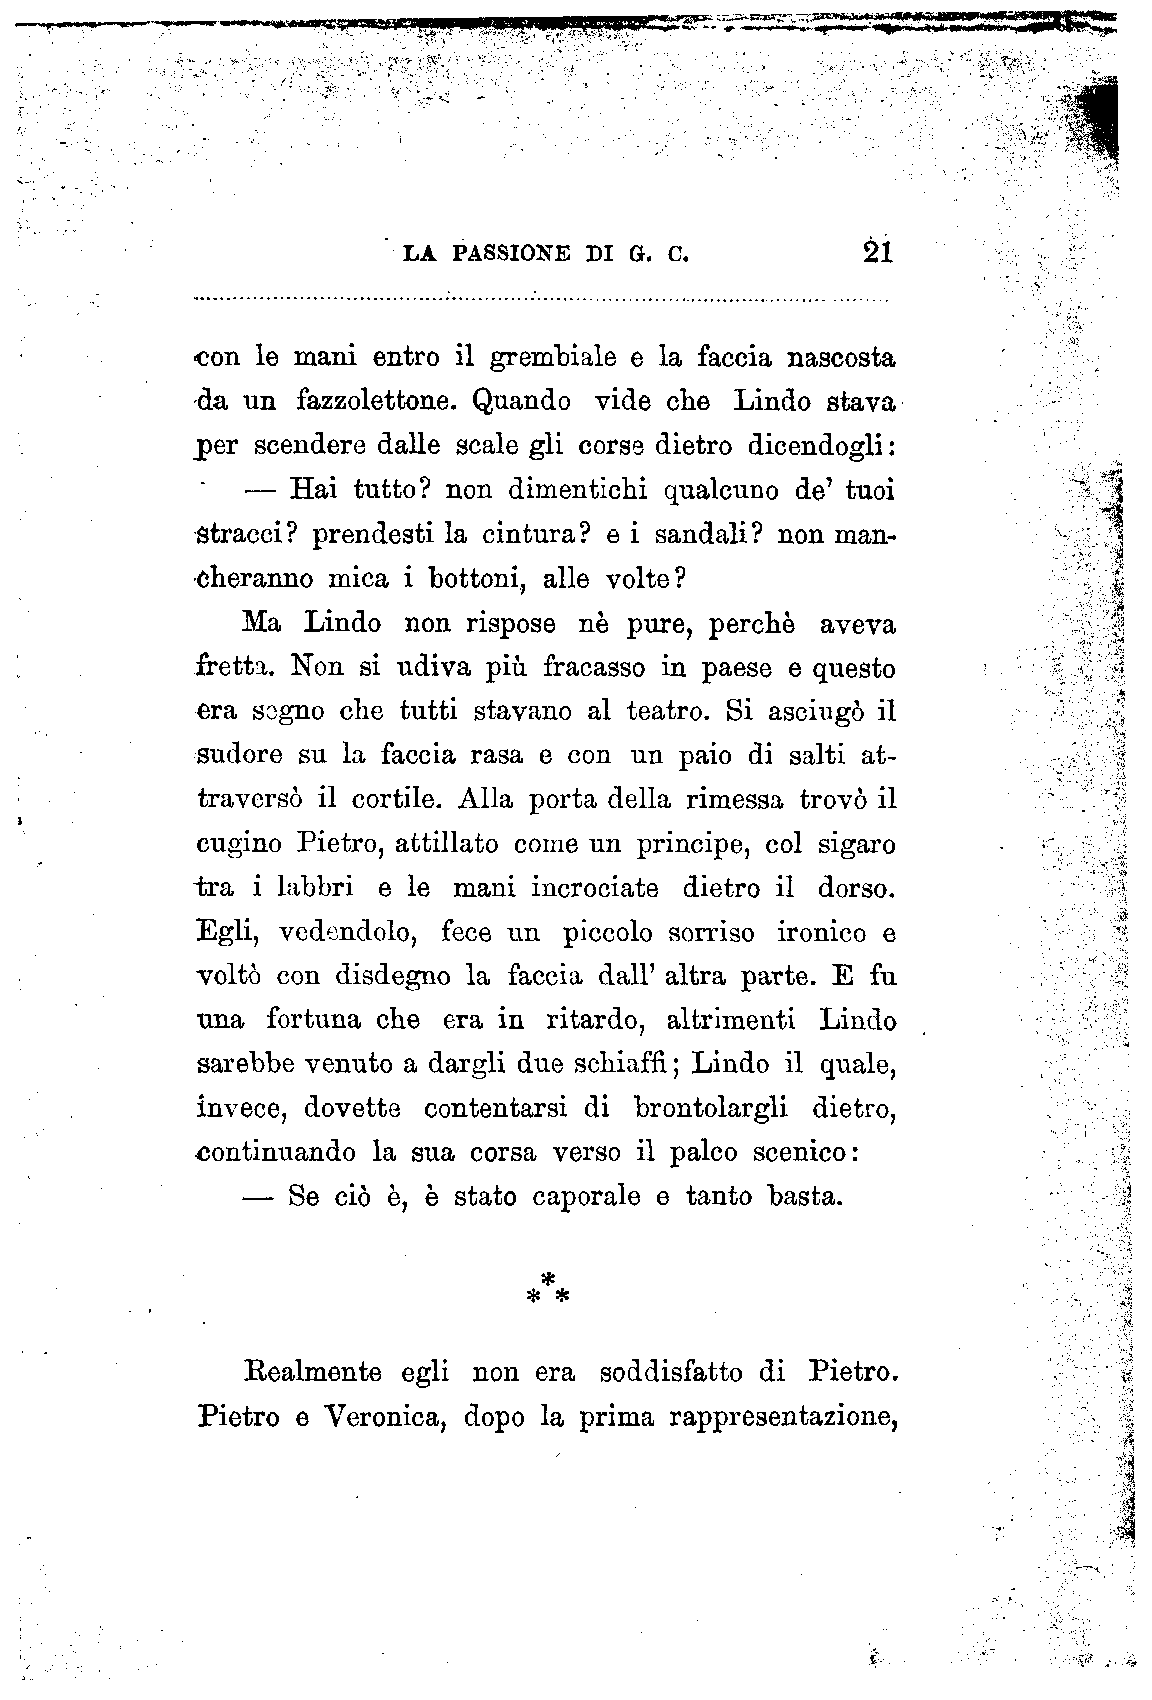 LA PASSIONE DI G. C. 21
con le mani entro il grembiale e la faccia nascosta
da un fazzolettone. Quando vide che Lindo stava
per scendere dalle scale gli corse dietro dicendogli:
— Hai tutto? non dimentichi qualcuno de' tuoi
stracci? prendesti la cintura? e i sandali? non man-
cheranno mica i bottoni, alle volte?
Ma Lindo non rispose nè pure, perchè aveva
fretta. Non si udiva più fracasso in paese e questo
era segno che tutti stavano al teatro. Si asciugò il
sudore su la faccia rasa e con un paio di salti at-
traversò il cortile. Alla porta della rimessa trovò il
cugino Pietro, attillato come un principe, col sigaro
tra i labbri e le mani incrociate dietro il dorso.
Egli, vedendolo, fece un piccolo sorriso ironico e
voltò con disdegno la faccia dall' altra parte. E fu
una fortuna che era in ritardo, altrimenti Lindo
sarebbe venuto a dargli due schiaffi; Lindo il quale,
invece, dovette contentarsi di brontolargli dietro,
continuando la sua corsa verso il palco scenico:
— Se ciò è, è stato caporale e tanto basta.
*
* *
Realmente egli non era soddisfatto di Pietro.
Pietro e Veronica, dopo la prima rappresentazione,